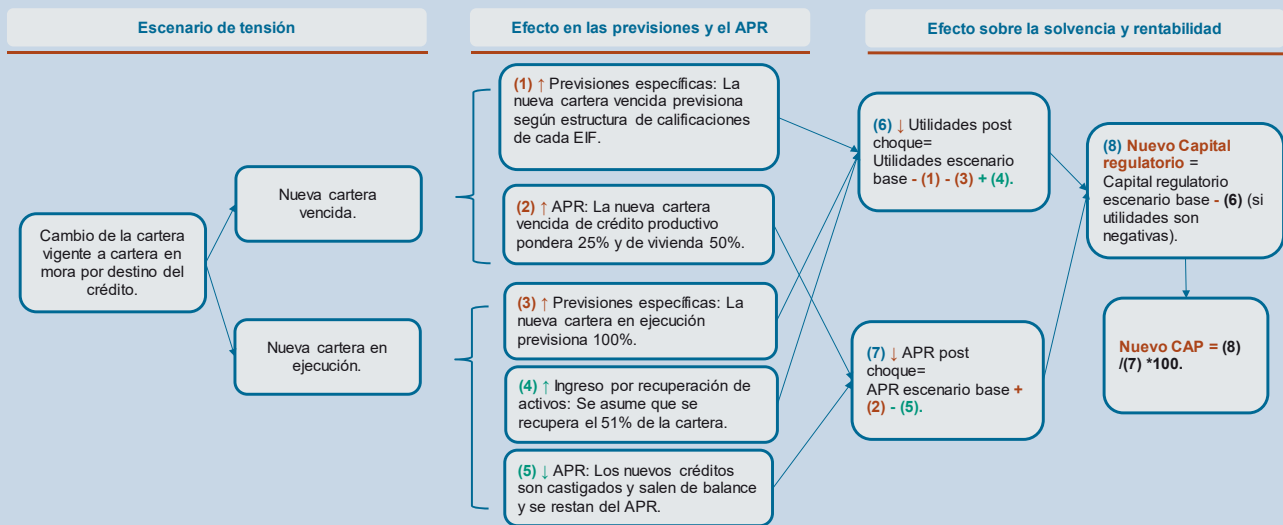 Escenario de tensión
Efecto en las previsiones y el APR
Efecto sobre la solvencia y rentabilidad
Cambio de la cartera
vigente a cartera en
mora por destino del
crédito.
Nueva cartera
vencida.
Nueva cartera en
ejecución.
(1) ↑ Previsiones específicas: La
nueva cartera vencida previsiona
según estructura de calificaciones
de cada EIF.
(2) ↑ APR: La nueva cartera
vencida de crédito productivo
pondera 25% y de vivienda 50%.
(3) ↑ Previsiones específicas: La
nueva cartera en ejecución
previsiona 100%.
(4) ↑ Ingreso por recuperación de
activos: Se asume que se
recupera el 51% de la cartera.
(5) ↓ APR: Los nuevos créditos
son castigados y salen de balance
y se restan del APR.
(6) ↓ Utilidades post
choque=
Utilidades escenario
base - (1) - (3) + (4).
(7) ↓ APR post
choque=
APR escenario base +
(2) - (5).
(8) Nuevo Capital
regulatorio =
Capital regulatorio
escenario base - (6) (si
utilidades son
negativas).
Nuevo CAP = (8)
/(7) *100.